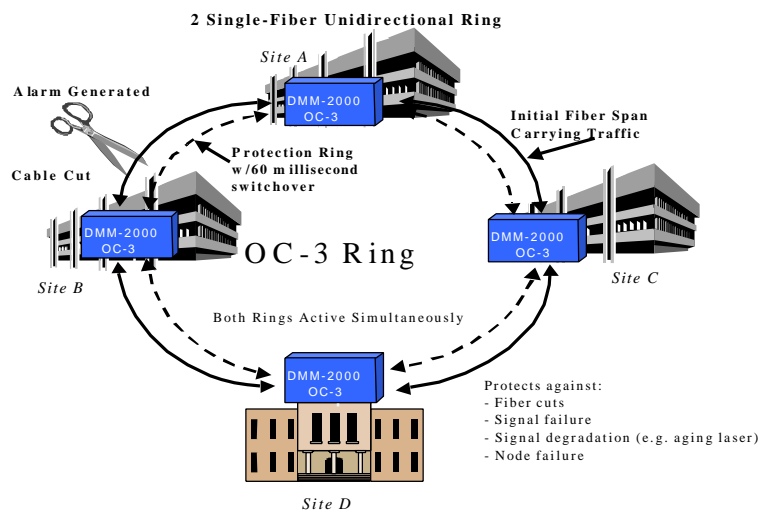 2 Single-Fiber Unidirectional Ring
Site A
Alarm Generated
DMM-2000
OC-3
Initial Fiber Span
Carrying Traffic
Protection Ring
w/60 millisecond
switchover
Cable Cut
DMM-2000
OC-3
OC-3 Ring
DMM-2000
OC-3
Site B
Site C
Both Rings Active Simultaneously
DMM-2000
OC-3
Protects against:
- Fiber cuts
- Signal failure
- Signal degradation (e.g. aging laser)
- Node failure
Site D